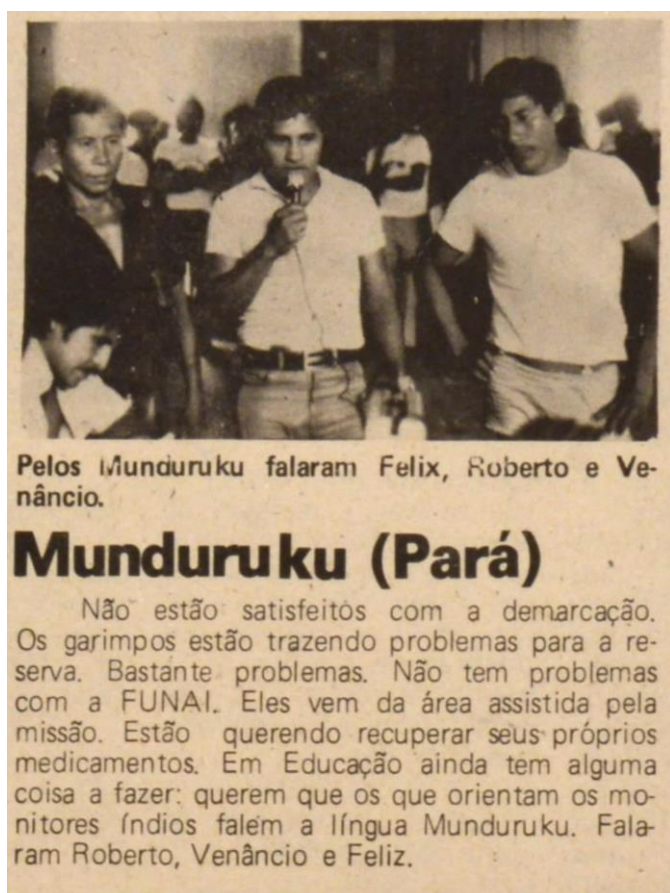 Pelos Munduruku falaram Felix, Roberto e Ve-
nâncio.
Munduruku (Pará)
Não estão satisfeitos com a demarcação.
Os garimpos estão trazendo problemas para a re-
serva. Bastante problemas. Não tem problemas
com a FUNAI. Eles vem da área assistida pela
missão. Estão querendo recuperar seus próprios
medicamentos. Em Educação ainda tem alguma
coisa a fazer: querem que os que orientam os mo-
nitores índios falem a língua Munduruku. Fala-
ram Roberto, Venâncio e Feliz.